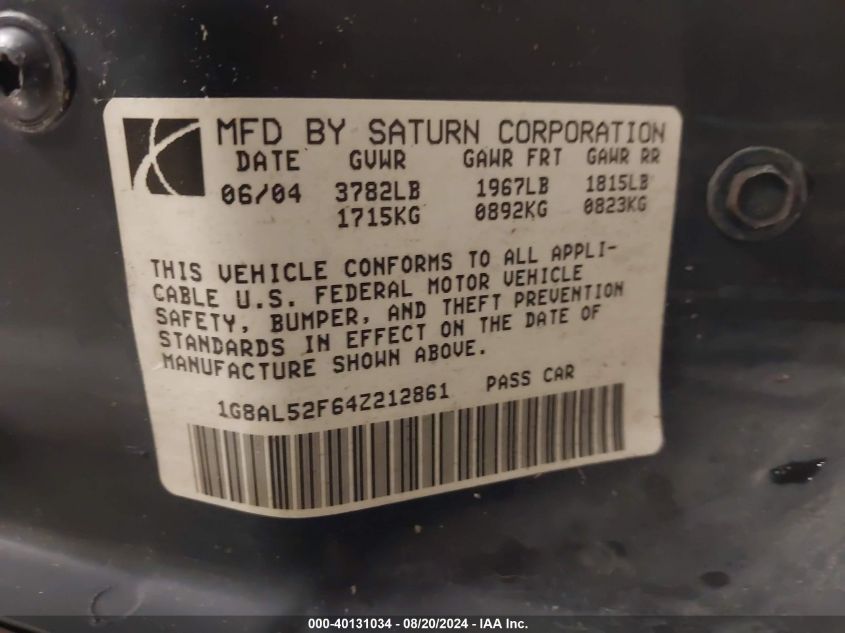 MFD BY SATURN CORPORATION
DATE GVWR GAWR FRT GAWR RR
06/04 3782LB 1967LB 1815LB
1715KG 0892KG 0823KG
THIS VEHICLE CONFORMS TO ALL APPLI-
CABLE U.S. FEDERAL MOTOR VEHICLE
SAFETY, BUMPER, AND THEFT PREVENTION
STANDARDS IN EFFECT ON THE DATE OF
MANUFACTURE SHOWN ABOVE.
1G8AL52F64Z212861 PASS CAR
000-40131034 - 08/20/2024 - IAA Inc.